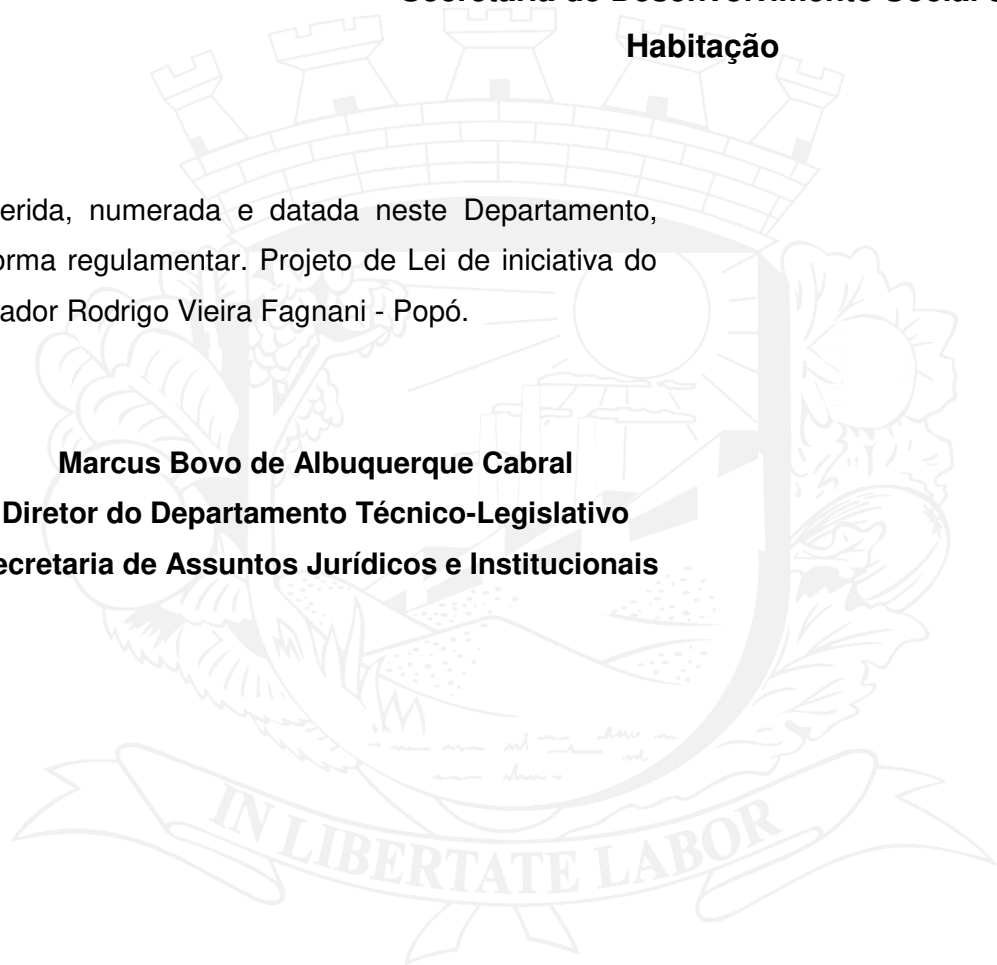 Habitação
erida, numerada e datada neste Departamento,
orma regulamentar. Projeto de Lei de iniciativa do
ador Rodrigo Vieira Fagnani - Popó.
Marcus Bovo de Albuquerque Cabral
Diretor do Departamento Técnico-Legislativo
ecretaria de Assuntos Jurídicos e Institucionais
IN LIBERTATE LABOR